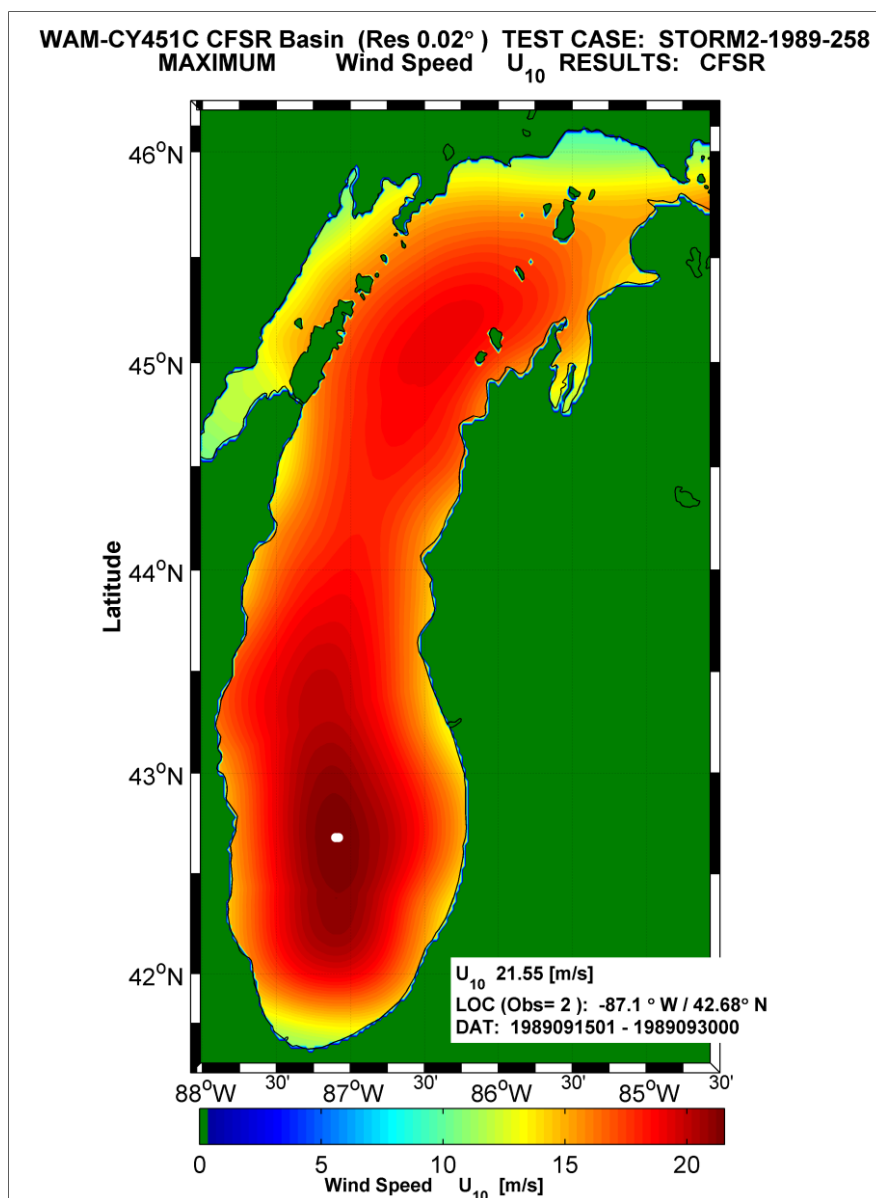 WAM-CY451C CFSR Basin (Res 0.02° ) TEST CASE: STORM2-1989-258
MAXIMUM Wind Speed U10 RESULTS: CFSR
46°N
45°N
44°N
43°N
42°N
Latitude
U10 21.55 [m/s]
LOC (Obs= 2 ): -87.1 ° W / 42.68° N
DAT: 1989091501 - 1989093000
88°W 30' 87°W 30' 86°W 30' 85°W 30'
0 5 10 15 20
Wind Speed U10 [m/s]